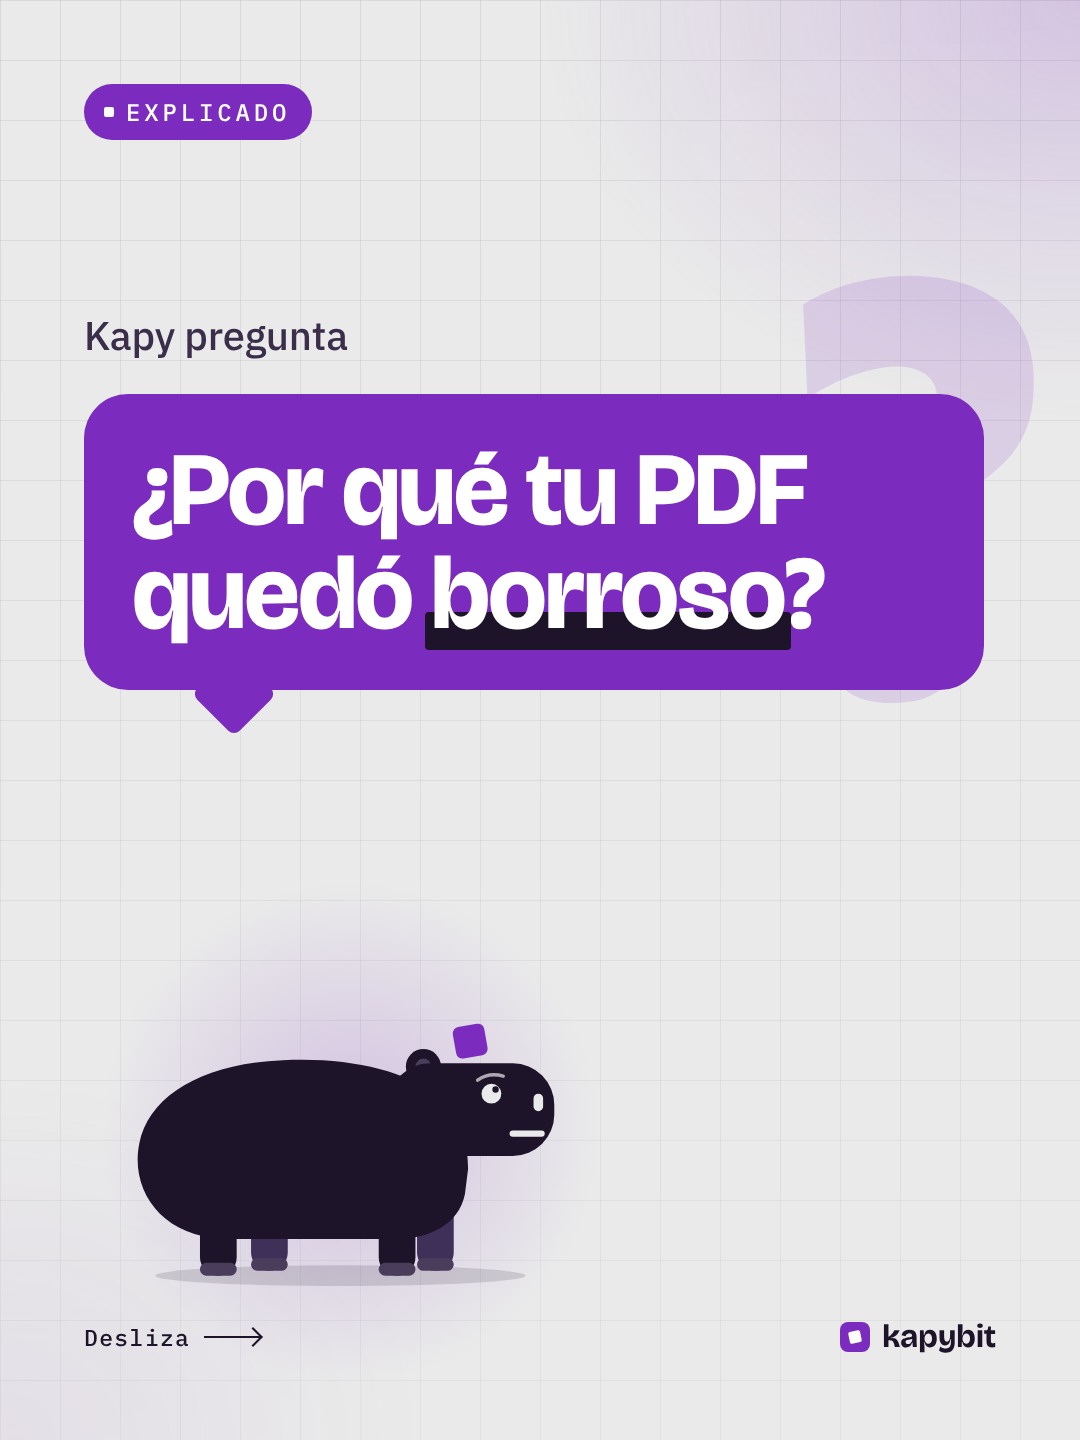 EXPLICADO
Kapy pregunta
¿Por qué tu PDF
quedó borroso?
Desliza
kapybit